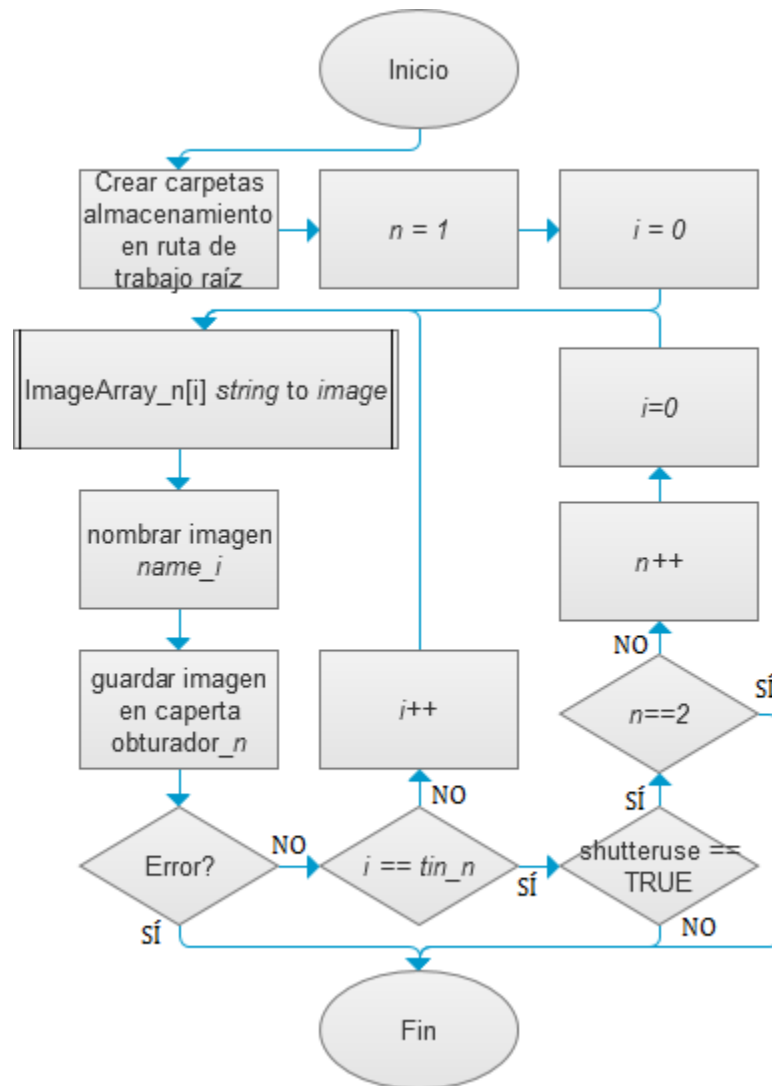 Inicio
Crear carpetas
almacenamiento
en ruta de
trabajo raíz
n = 1
i = 0
ImageArray_n[i] string to image
i=0
nombrar imagen
name_i
n++
guardar imagen
en caperta
obturador_n
i++
NO
SÍ
n==2
NO
SÍ
Error?
NO
i == tin_n
SÍ
shutteruse ==
TRUE
SÍ
NO
Fin